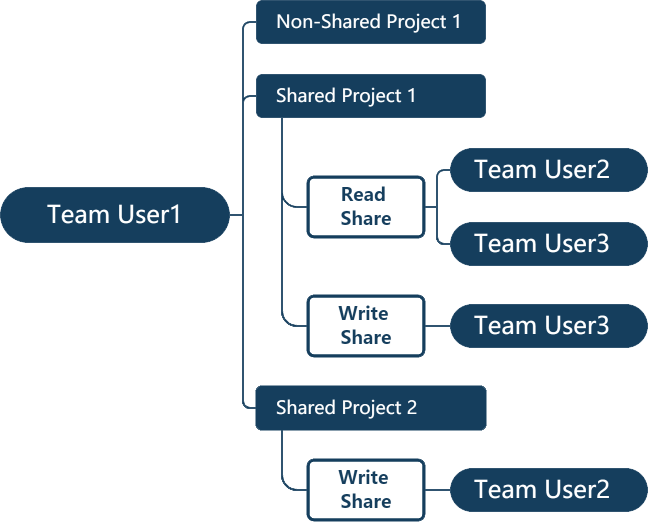 Non-Shared Project 1
Shared Project 1
Team User1
Read
Share
Team User2
Team User3
Write
Share
Team User3
Shared Project 2
Write
Share
Team User2